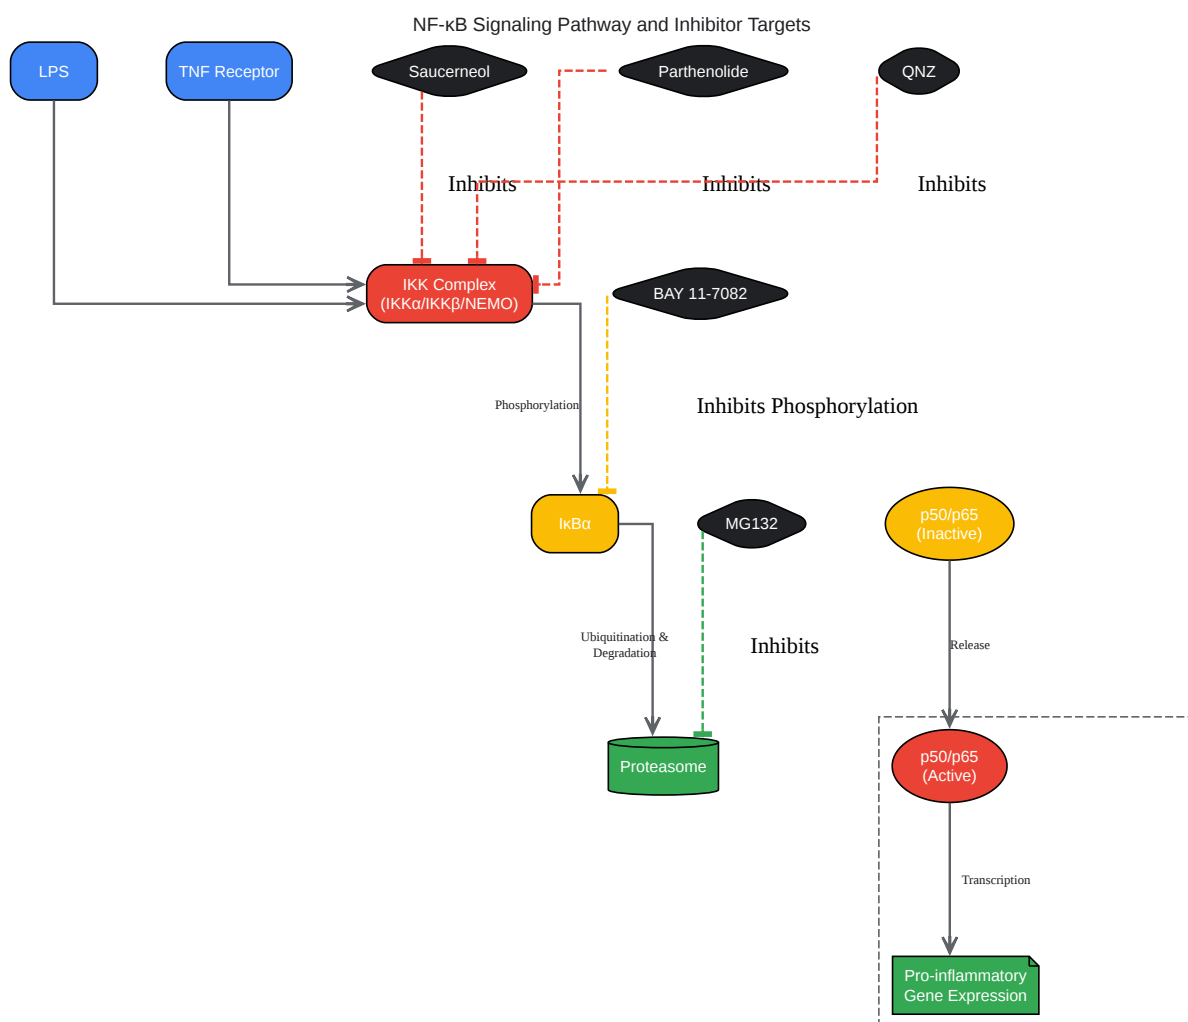 NF-κB Signaling Pathway and Inhibitor Targets
LPS
TNF Receptor
Saucerneol
Parthenolide
QNZ
Inhibits
Inhibits
Inhibits
IKK Complex
(IKKα/IKKβ/NEMO)
BAY 11-7082
Phosphorylation
Inhibits Phosphorylation
IκBα
MG132
p50/p65
(Inactive)
Ubiquitination &
Degradation
Inhibits
Release
Proteasome
p50/p65
(Active)
Transcription
Pro-inflammatory
Gene Expression